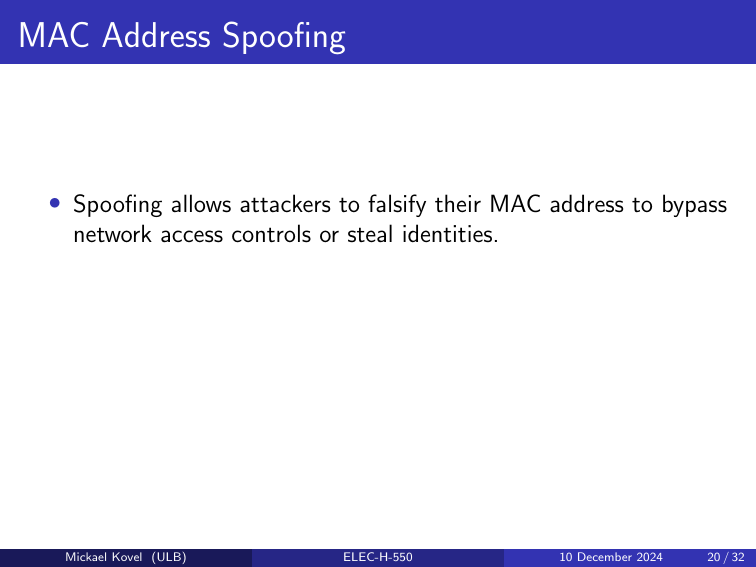 MAC Address Spoofing
• Spoofing allows attackers to falsify their MAC address to bypass
network access controls or steal identities.
Mickael Kovel (ULB) ELEC-H-550 10 December 2024 20 / 32